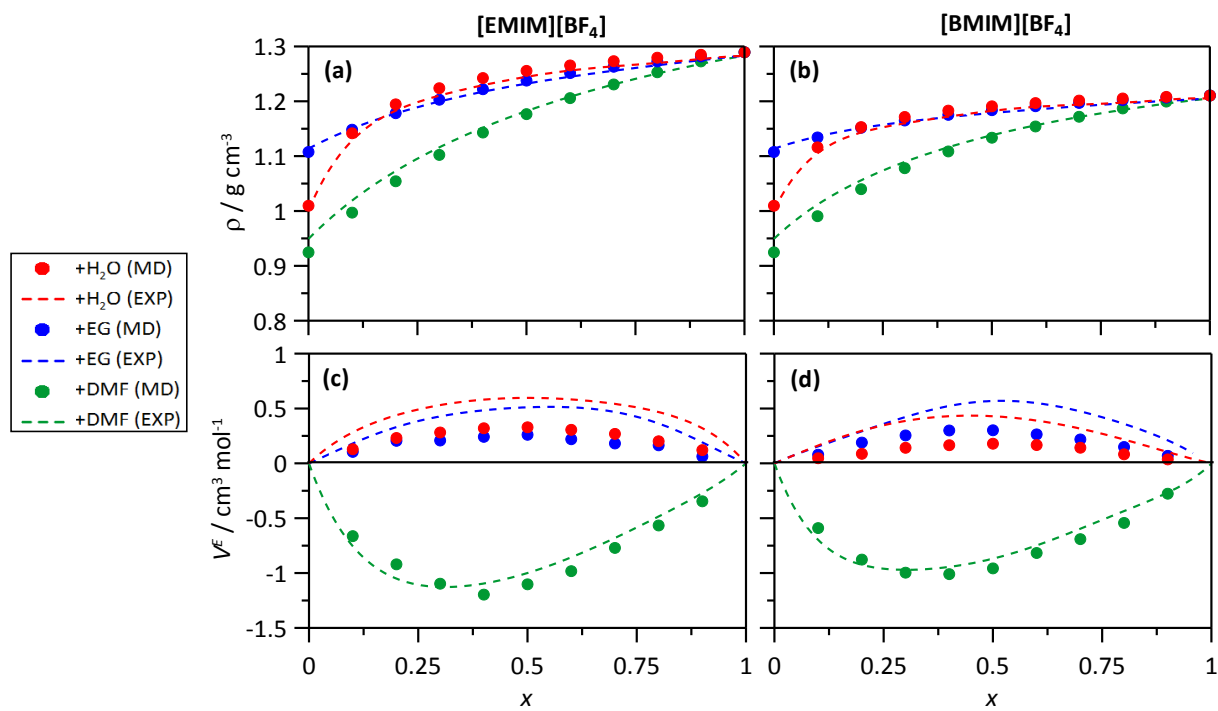 [EMIM][BF₄]
[BMIM][BF₄]
(a)
(b)
1.3
1.2
1.1
1
0.9
0.8
ρ / g cm⁻³
+H₂O (MD)
+H₂O (EXP)
+EG (MD)
+EG (EXP)
+DMF (MD)
+DMF (EXP)
(c)
(d)
1
0.5
0
-0.5
-1
-1.5
Vᴱ / cm³ mol⁻¹
0 0.25 0.5 0.75 1
0 0.25 0.5 0.75 1
x
x